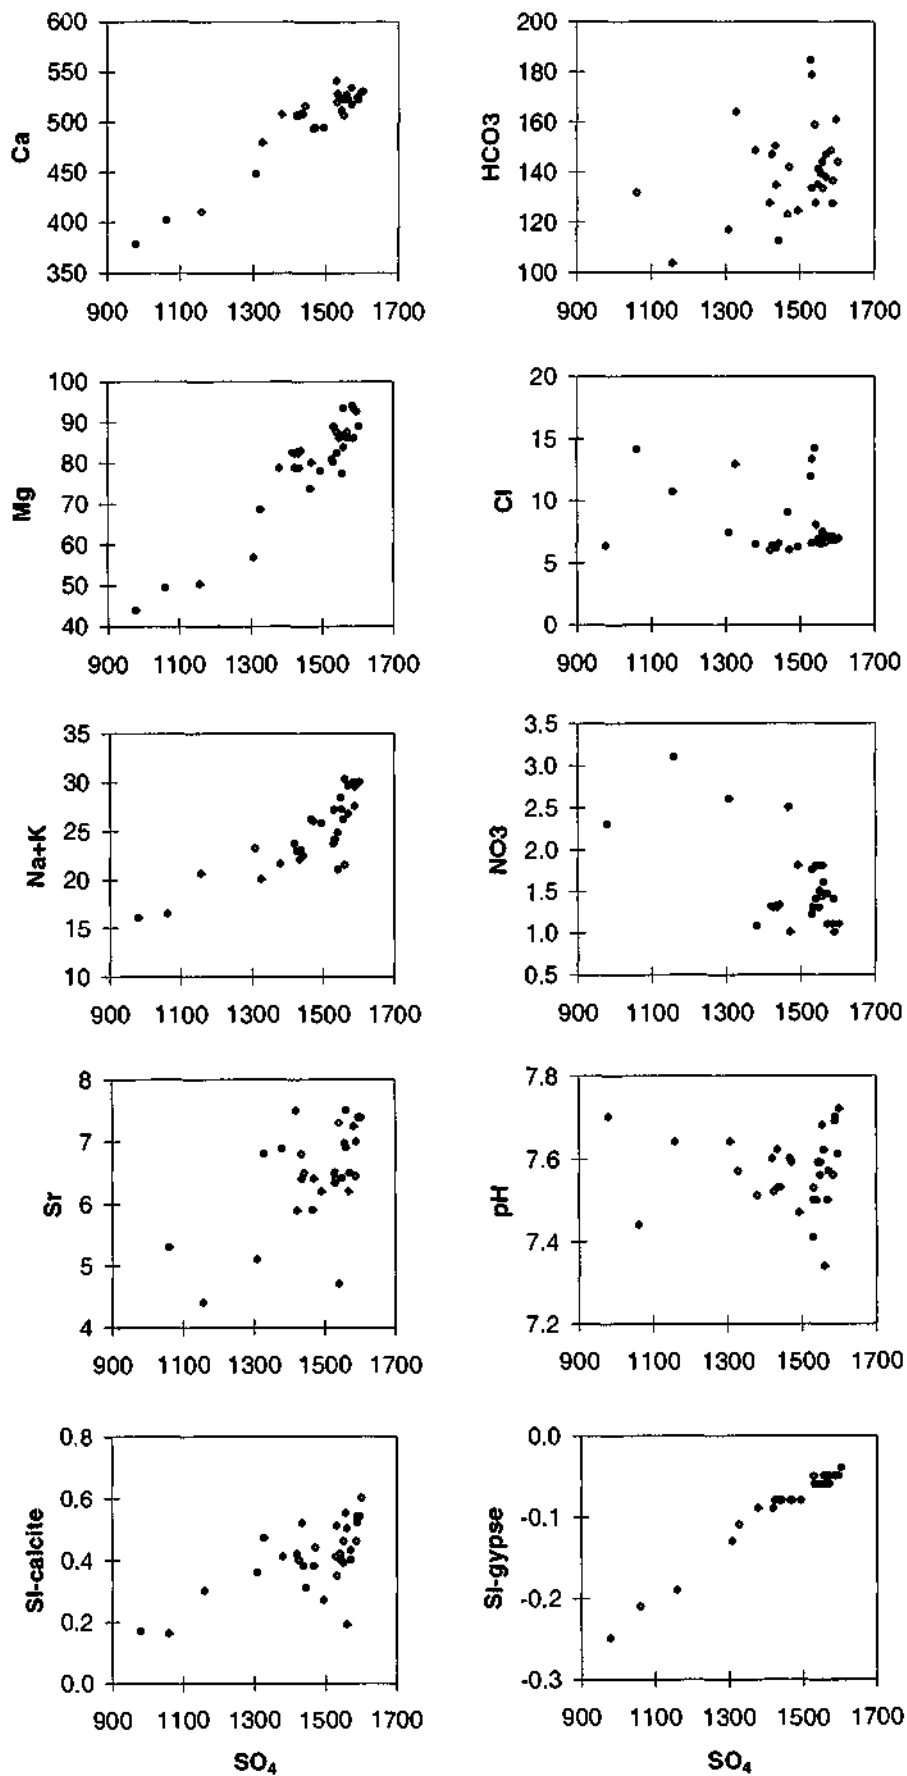 600
550
500
450
400
350
Ca
900 1100 1300 1500 1700
200
180
160
140
120
100
HCO3
900 1100 1300 1500 1700
100
90
80
70
60
50
40
Mg
900 1100 1300 1500 1700
20
15
10
5
0
Cl
900 1100 1300 1500 1700
35
30
25
20
15
10
Na+K
900 1100 1300 1500 1700
3.5
3.0
2.5
2.0
1.5
1.0
0.5
NO3
900 1100 1300 1500 1700
8
7
6
5
4
Sr
900 1100 1300 1500 1700
7.8
7.6
7.4
7.2
pH
900 1100 1300 1500 1700
0.8
0.6
0.4
0.2
0.0
SI-calcite
900 1100 1300 1500 1700
SO₄
0.0
-0.1
-0.2
-0.3
SI-gypse
900 1100 1300 1500 1700
SO₄